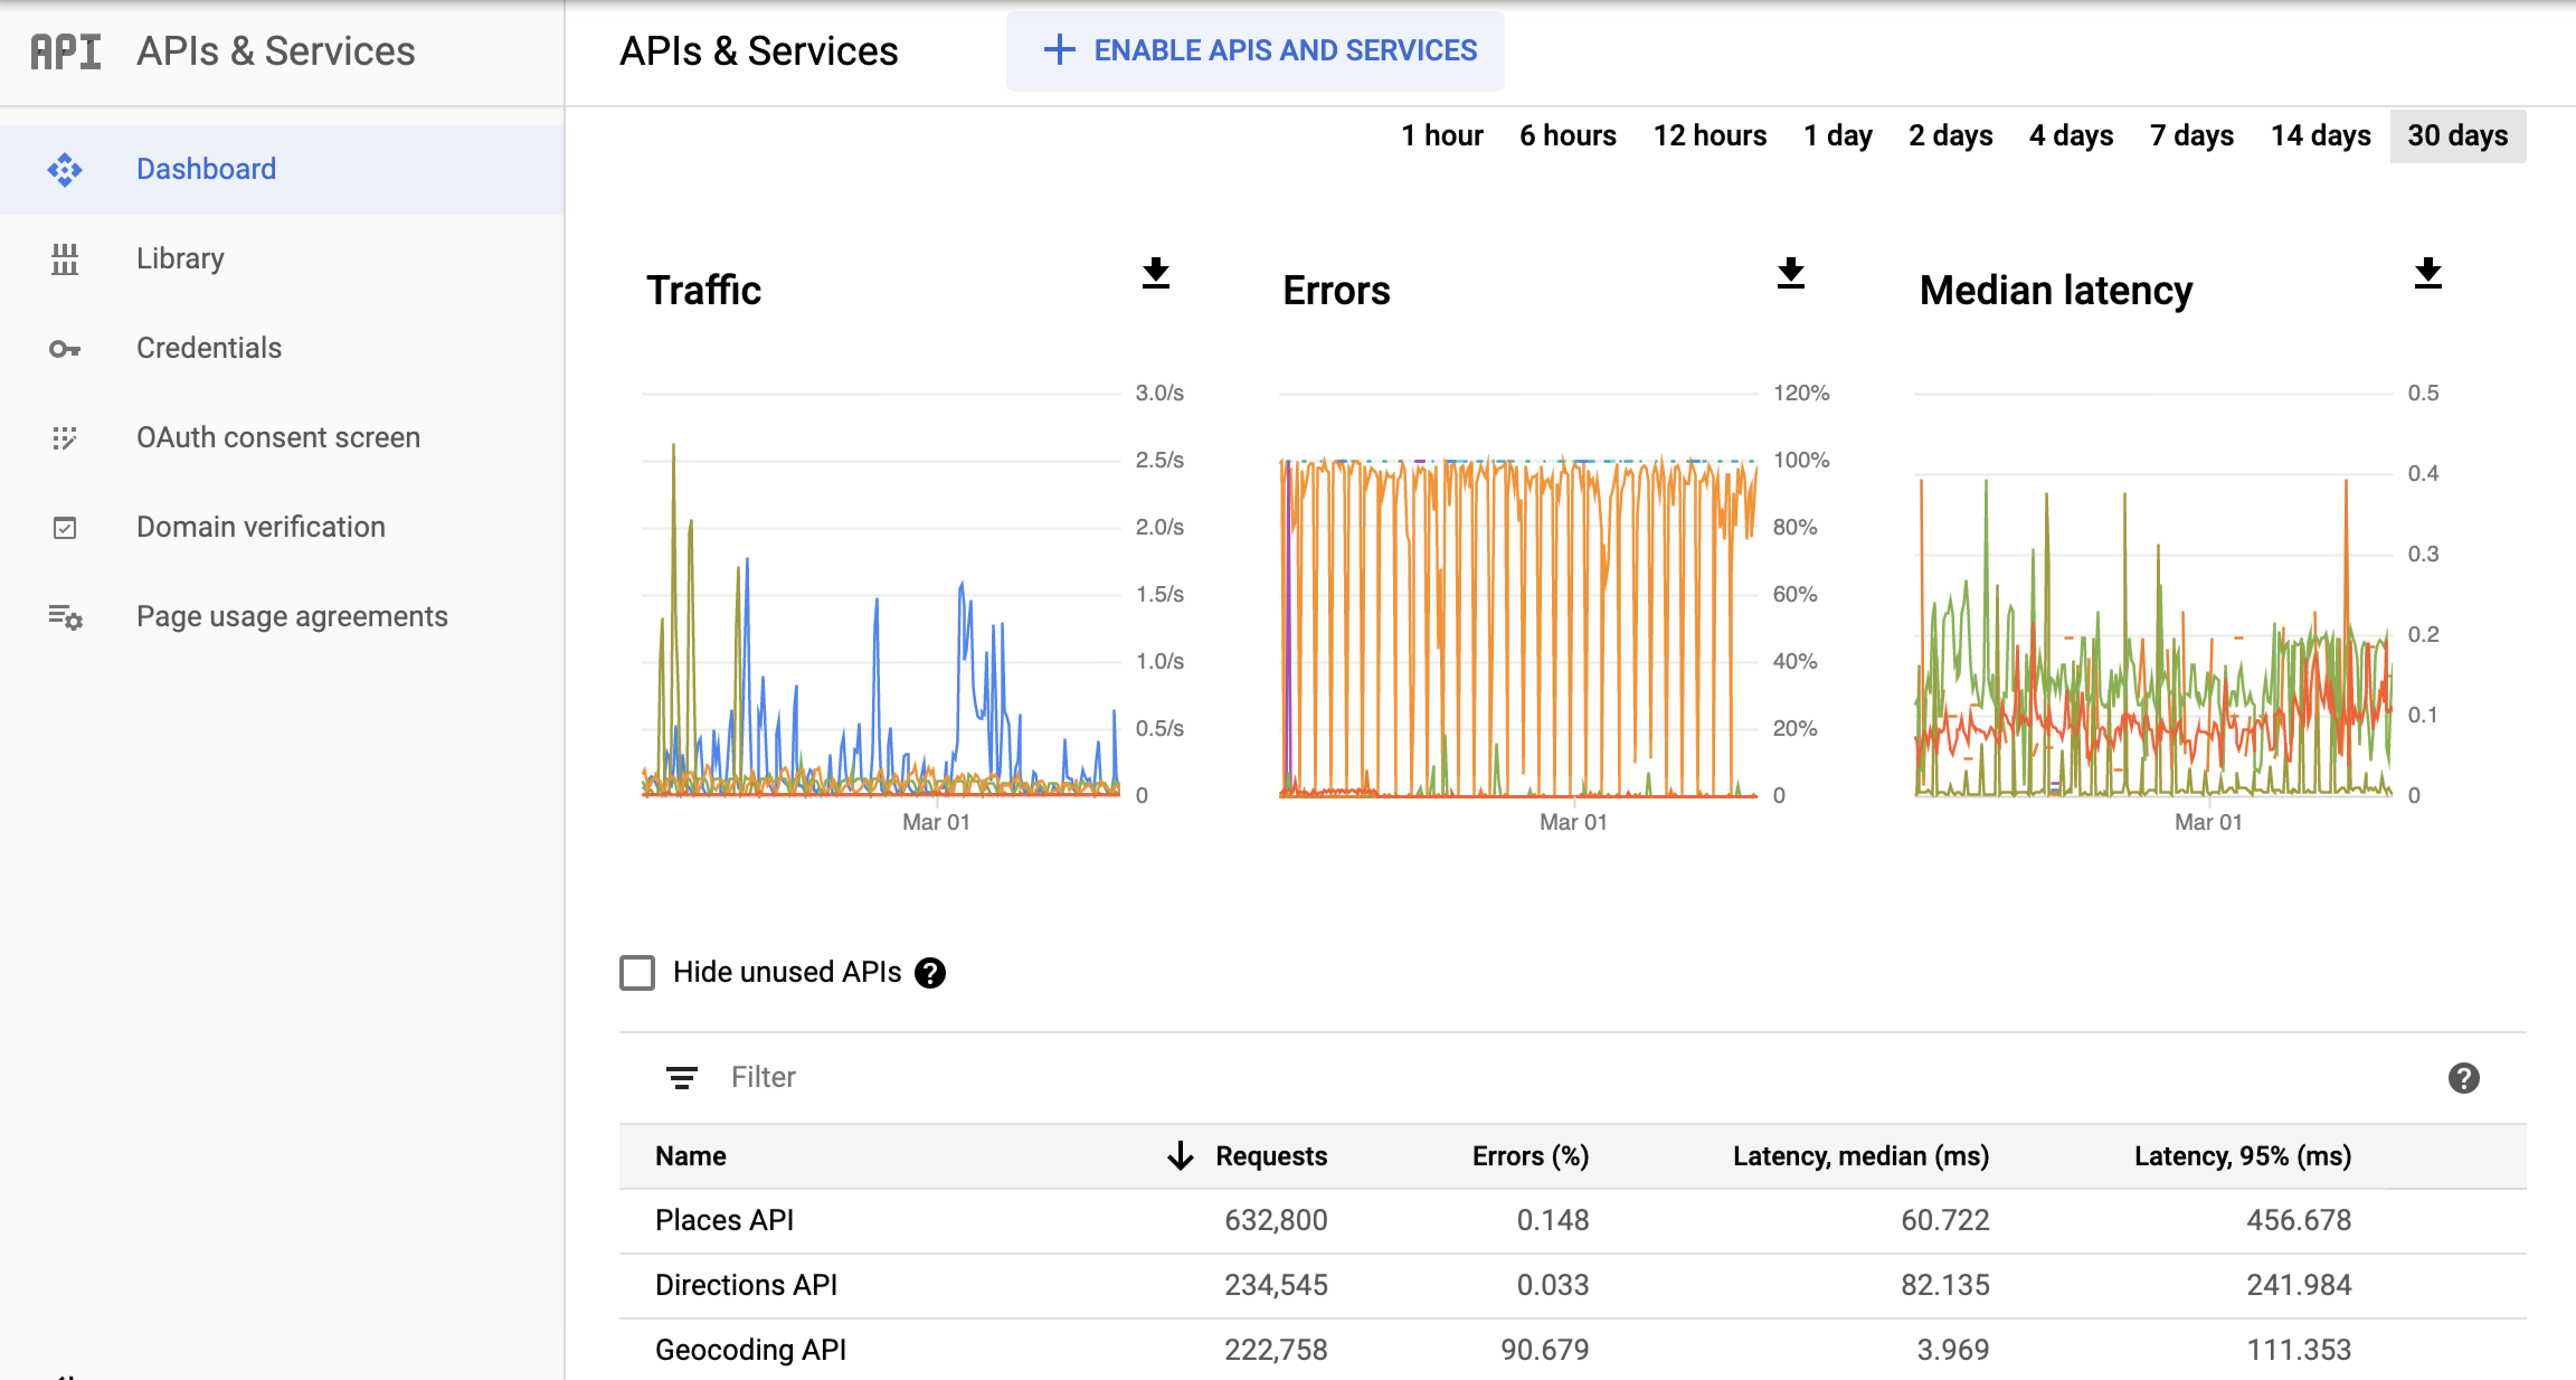 API APIs & Services
APIs & Services
ENABLE APIS AND SERVICES
Dashboard
Library
Credentials
OAuth consent screen
Domain verification
Page usage agreements
1 hour 6 hours 12 hours 1 day 2 days 4 days 7 days 14 days 30 days
Traffic
3.0/s
2.5/s
2.0/s
1.5/s
1.0/s
0.5/s
0
Mar 01
Errors
120%
100%
80%
60%
40%
20%
0
Mar 01
Median latency
0.5
0.4
0.3
0.2
0.1
0
Mar 01
Hide unused APIs ?
Filter ?
Name Requests Errors (%) Latency, median (ms) Latency, 95% (ms)
Places API 632,800 0.148 60.722 456.678
Directions API 234,545 0.033 82.135 241.984
Geocoding API 222,758 90.679 3.969 111.353